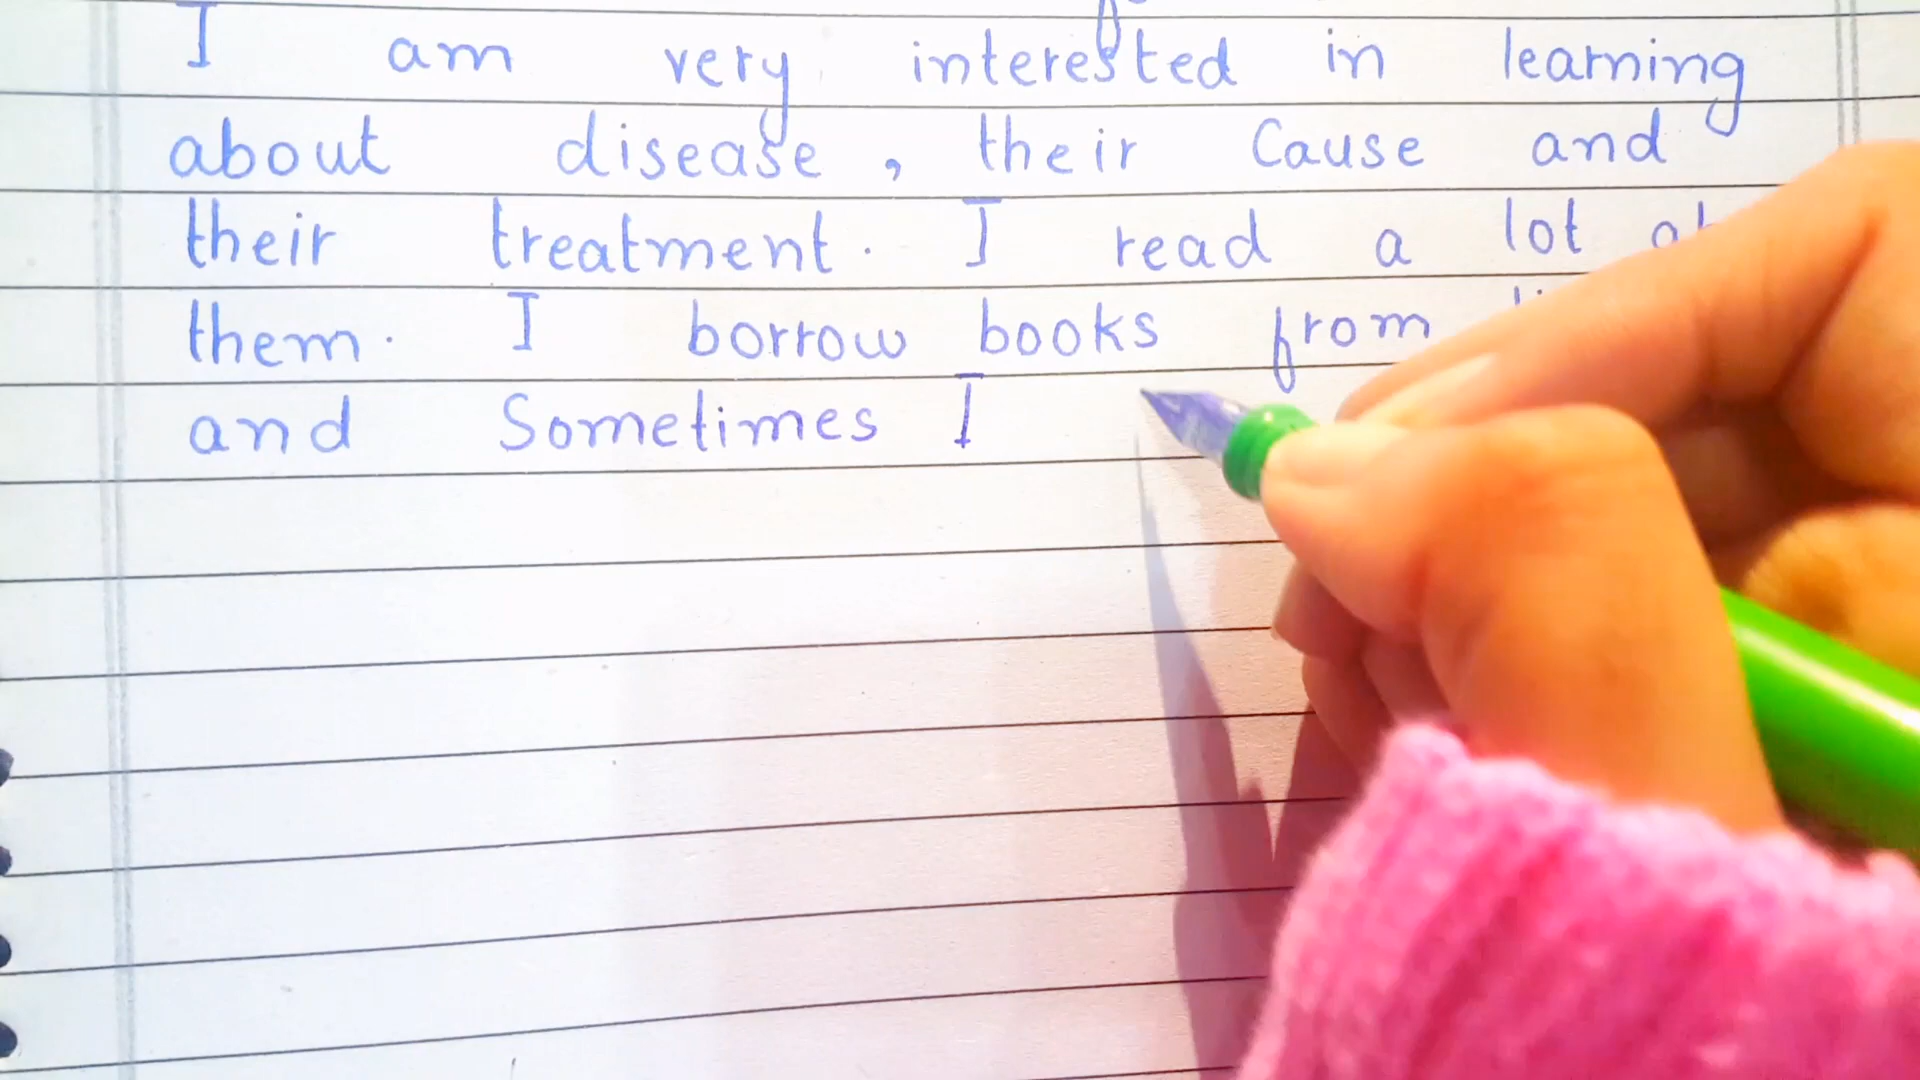 I am very interested in learning
about disease, their Cause and
their treatment. I read a lot
them. I borrow books from
and Sometimes I